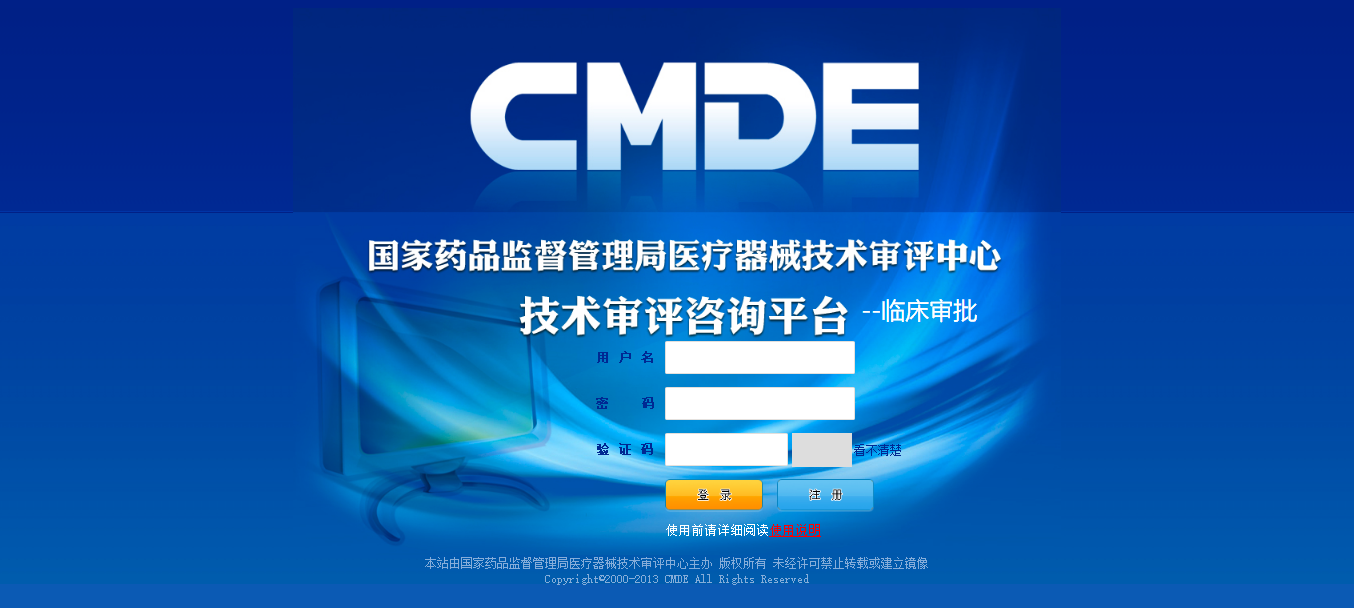 CMDE
国家药品监督管理局医疗器械技术审评中心
技术审评咨询平台 --临床审批
用 户 名
密 码
验 证 码 看不清楚
登 录 注 册
使用前请详细阅读使用说明
本站由国家药品监督管理局医疗器械技术审评中心主办 版权所有 未经许可禁止转载或建立镜像
Copyright©2000-2013 CMDE All Rights Reserved